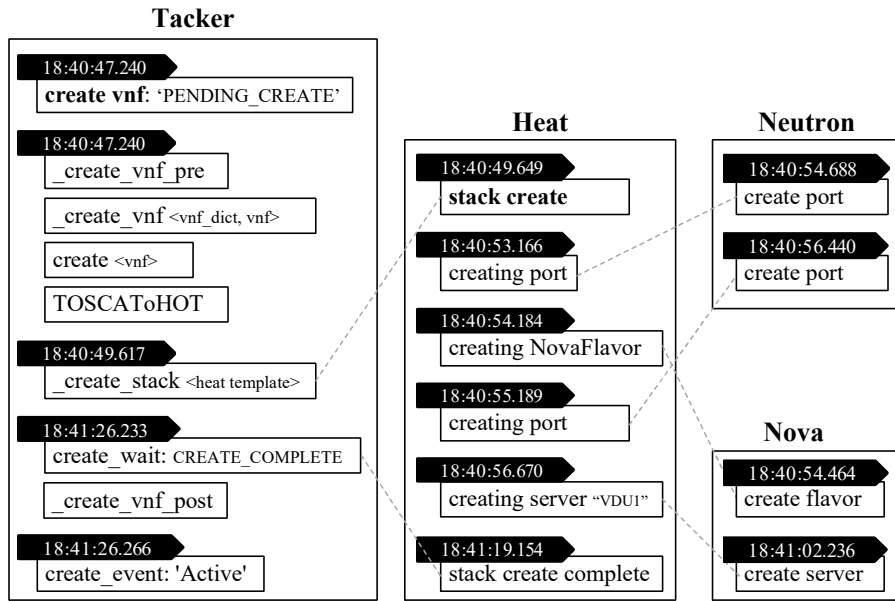 Tacker
18:40:47.240
create vnf: ‘PENDING_CREATE’
18:40:47.240
_create_vnf_pre
_create_vnf <vnf_dict, vnf>
create <vnf>
TOSCAToHOT
18:40:49.617
_create_stack <heat template>
18:41:26.233
create_wait: CREATE_COMPLETE
_create_vnf_post
18:41:26.266
create_event: 'Active'
Heat
18:40:49.649
stack create
18:40:53.166
creating port
18:40:54.184
creating NovaFlavor
18:40:55.189
creating port
18:40:56.670
creating server “VDU1”
18:41:19.154
stack create complete
Neutron
18:40:54.688
create port
18:40:56.440
create port
Nova
18:40:54.464
create flavor
18:41:02.236
create server